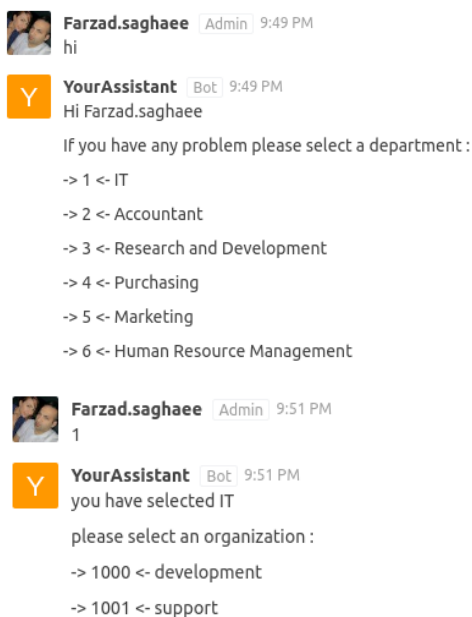 Farzad.saghaee Admin 9:49 PM
hi
Y
YourAssistant Bot 9:49 PM
Hi Farzad.saghaee
If you have any problem please select a department :
-> 1 <- IT
-> 2 <- Accountant
-> 3 <- Research and Development
-> 4 <- Purchasing
-> 5 <- Marketing
-> 6 <- Human Resource Management
Farzad.saghaee Admin 9:51 PM
1
Y
YourAssistant Bot 9:51 PM
you have selected IT
please select an organization :
-> 1000 <- development
-> 1001 <- support